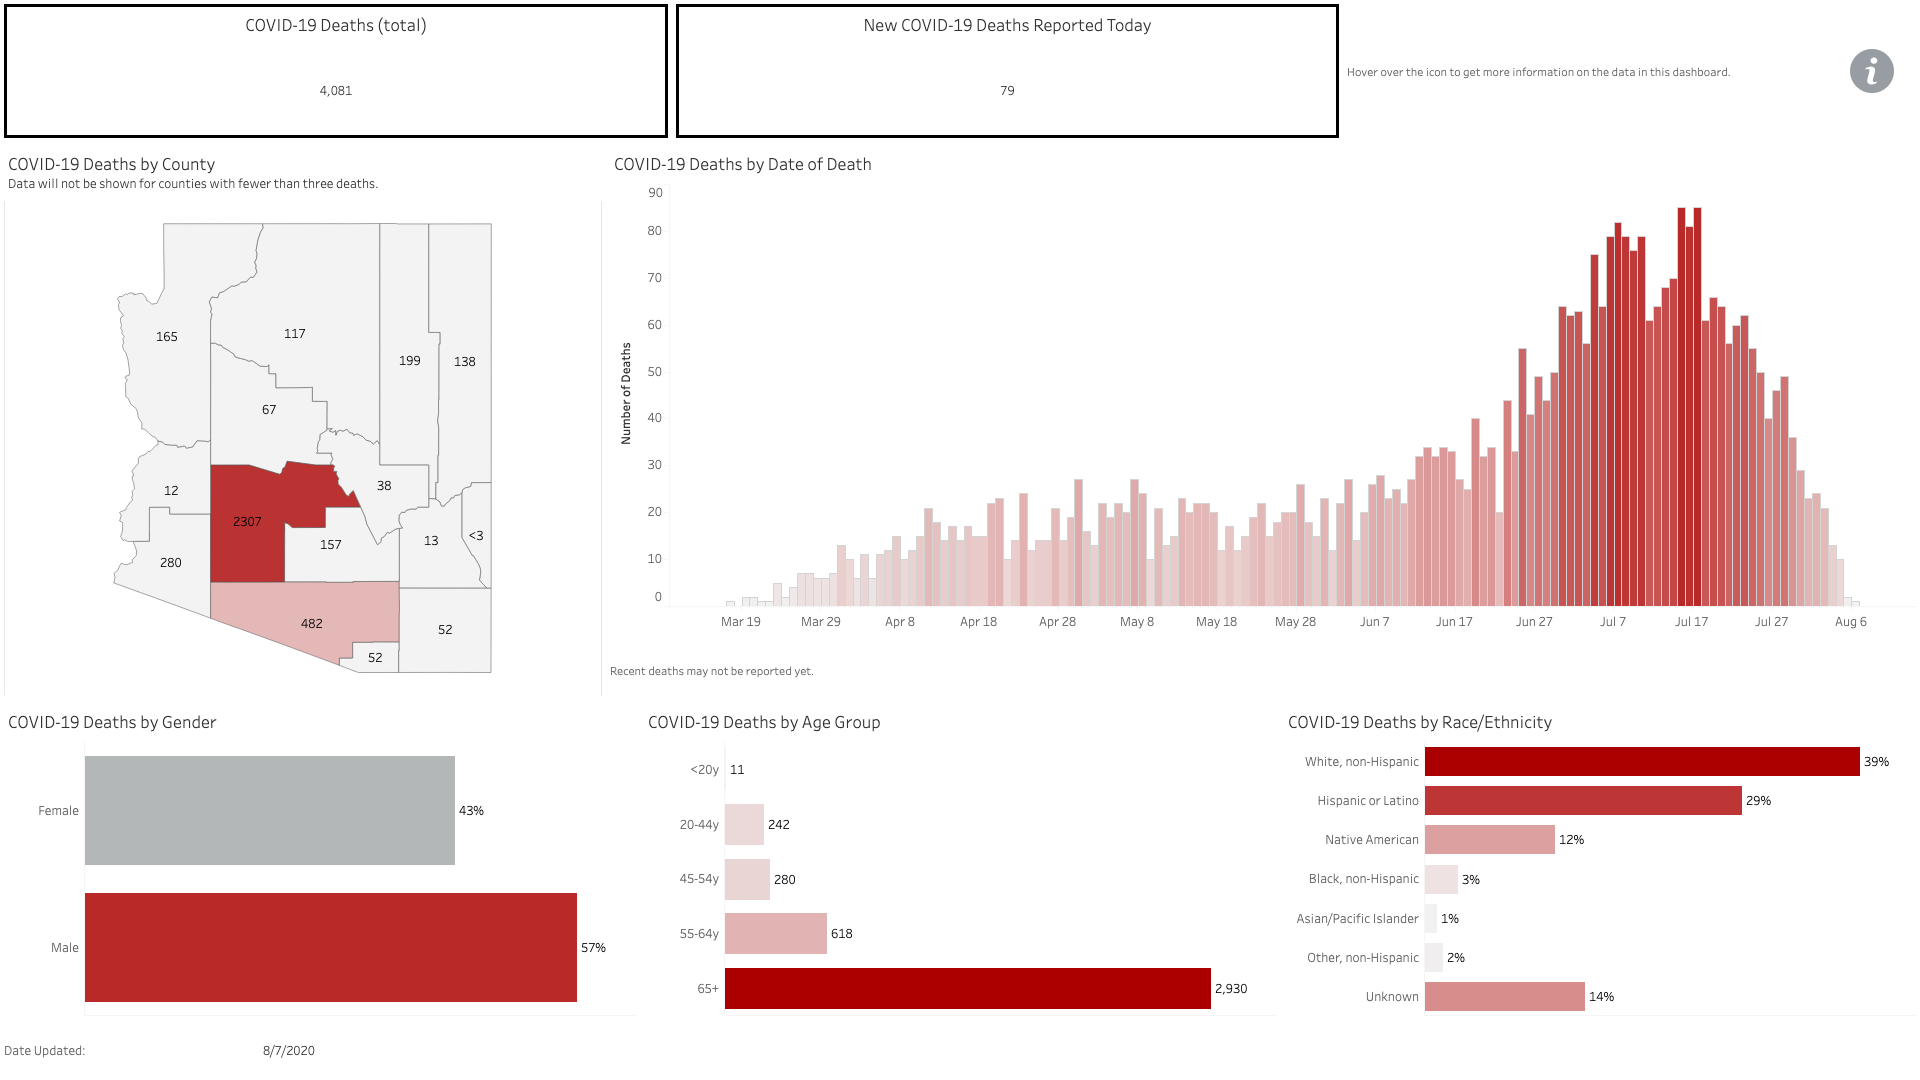 COVID-19 Deaths (total)
4,081
New COVID-19 Deaths Reported Today
79
Hover over the icon to get more information on the data in this dashboard.
i
COVID-19 Deaths by County
Data will not be shown for counties with fewer than three deaths.
165
117
199
138
67
12
38
2307
<3
13
157
280
482
52
52
COVID-19 Deaths by Date of Death
Number of Deaths
90
80
70
60
50
40
30
20
10
0
Mar 19
Mar 29
Apr 8
Apr 18
Apr 28
May 8
May 18
May 28
Jun 7
Jun 17
Jun 27
Jul 7
Jul 17
Jul 27
Aug 6
Recent deaths may not be reported yet.
COVID-19 Deaths by Gender
Female 43%
Male 57%
COVID-19 Deaths by Age Group
<20y 11
20-44y 242
45-54y 280
55-64y 618
65+ 2,930
COVID-19 Deaths by Race/Ethnicity
White, non-Hispanic 39%
Hispanic or Latino 29%
Native American 12%
Black, non-Hispanic 3%
Asian/Pacific Islander 1%
Other, non-Hispanic 2%
Unknown 14%
Date Updated: 8/7/2020